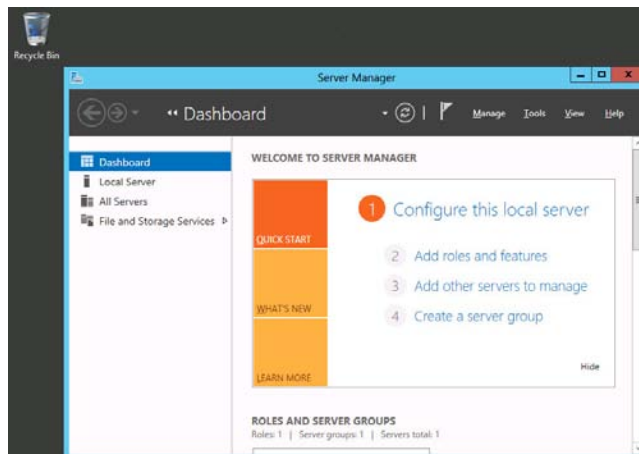 Recycle Bin
Server Manager
Dashboard
Manage Tools View Help
Dashboard
Local Server
All Servers
File and Storage Services
WELCOME TO SERVER MANAGER
QUICK START
WHAT'S NEW
LEARN MORE
1 Configure this local server
2 Add roles and features
3 Add other servers to manage
4 Create a server group
Hide
ROLES AND SERVER GROUPS
Roles: 1 | Server groups: 1 | Servers total: 1